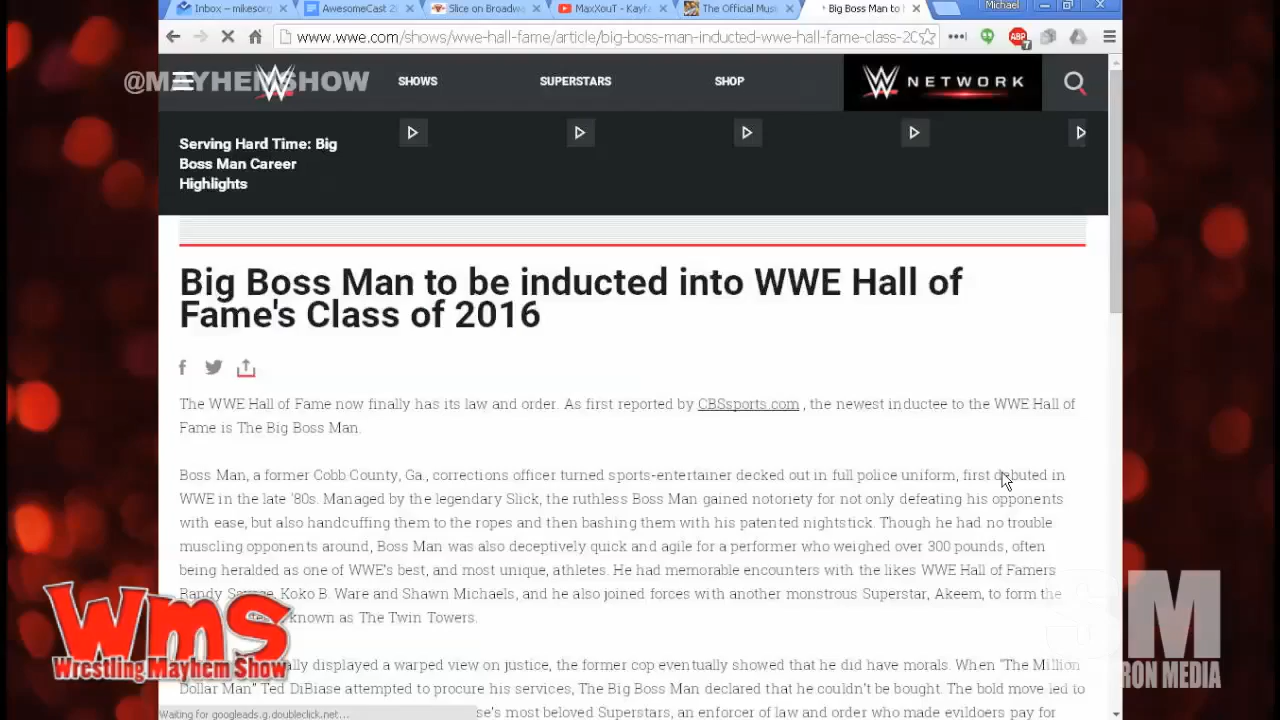 Inbox – mikesorg
AwesomeCast 2
Slice on Broadw
MaxXouT - Kayfa
The Official Mus
Big Boss Man to
Michael
www.wwe.com/shows/wwe-hall-fame/article/big-boss-man-inducted-wwe-hall-fame-class-20
ABP
7
@MAYHEMSHOW
SHOWS
SUPERSTARS
SHOP
W NETWORK
Serving Hard Time: Big
Boss Man Career
Highlights
Big Boss Man to be inducted into WWE Hall of
Fame's Class of 2016
The WWE Hall of Fame now finally has its law and order. As first reported by CBSsports.com , the newest inductee to the WWE Hall of
Fame is The Big Boss Man.
Boss Man, a former Cobb County, Ga., corrections officer turned sports-entertainer decked out in full police uniform, first debuted in
WWE in the late '80s. Managed by the legendary Slick, the ruthless Boss Man gained notoriety for not only defeating his opponents
with ease, but also handcuffing them to the ropes and then bashing them with his patented nightstick. Though he had no trouble
muscling opponents around, Boss Man was also deceptively quick and agile for a performer who weighed over 300 pounds, often
being heralded as one of WWE's best, and most unique, athletes. He had memorable encounters with the likes WWE Hall of Famers
Randy Savage, Koko B. Ware and Shawn Michaels, and he also joined forces with another monstrous Superstar, Akeem, to form the
known as The Twin Towers.
displayed a warped view on justice, the former cop eventually showed that he did have morals. When "The Million
Dollar Man" Ted DiBiase attempted to procure his services, The Big Boss Man declared that he couldn't be bought. The bold move led to
most beloved Superstars, an enforcer of law and order who made evildoers pay for
Waiting for googleads.g.doubleclick.net...
wms
Wrestling Mayhem Show
SM
RON MEDIA